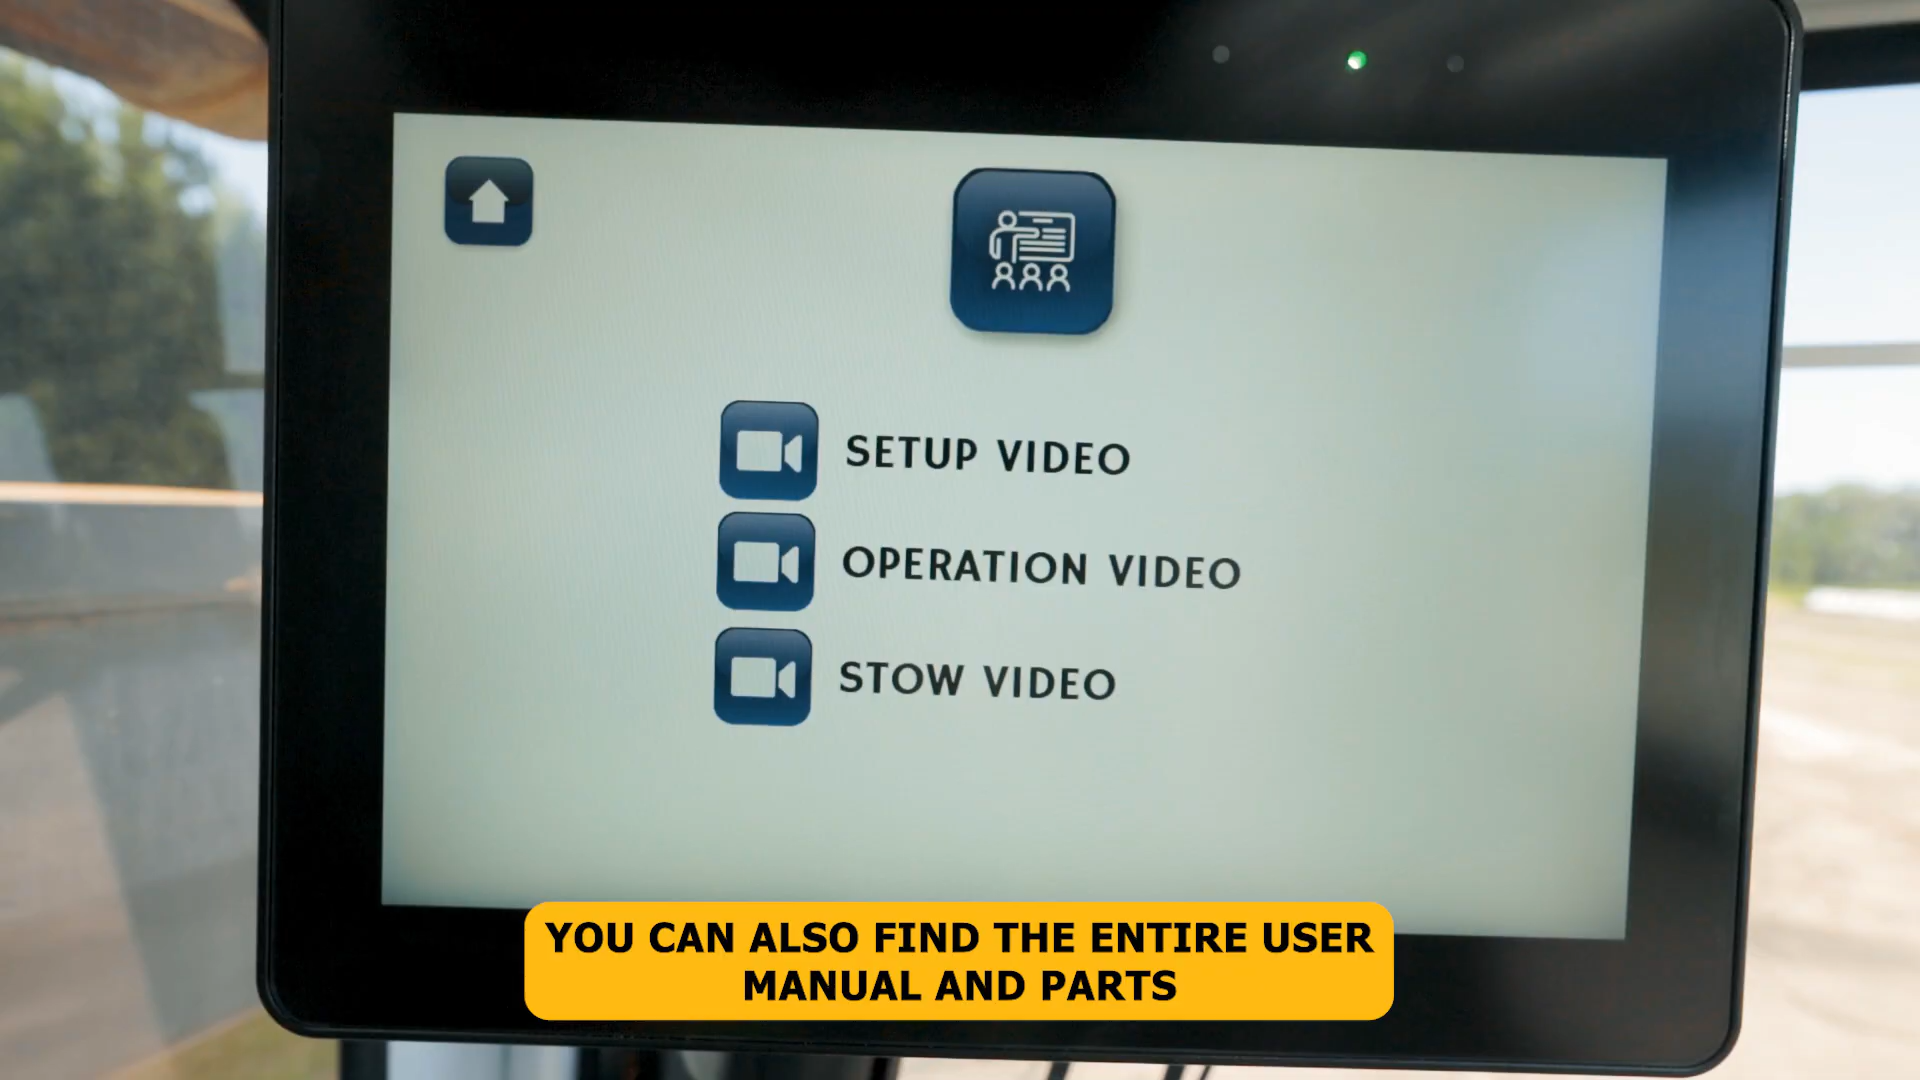 SETUP VIDEO
OPERATION VIDEO
STOW VIDEO
YOU CAN ALSO FIND THE ENTIRE USER
MANUAL AND PARTS